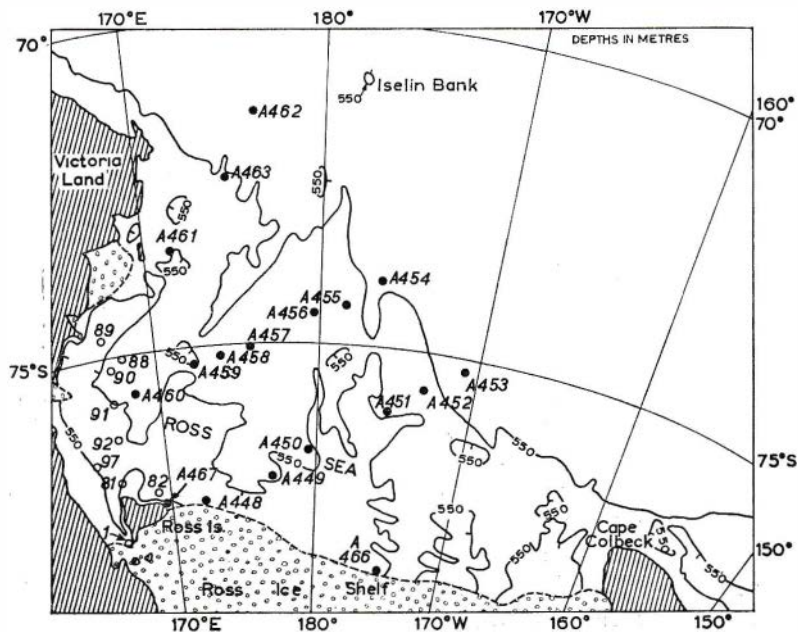 170°E 180° 170°W
70° DEPTHS IN METRES
Iselin Bank
550
A462
160°
70°
Victoria
Land
A463
550
550
A461
550
A454
A455
A456
A457
89
550
A458
88
A459
550
75°S
90
A453
A460
A452
91
A451
ROSS
92
A450
550
SEA
550
550
97
A449
75°S
81
82
A467
A448
550
Ross Is.
A
466
550
Cape
Colbeck
550
550
1
150°
Ross Ice Shelf
170°E 180° 170°W 160° 150°